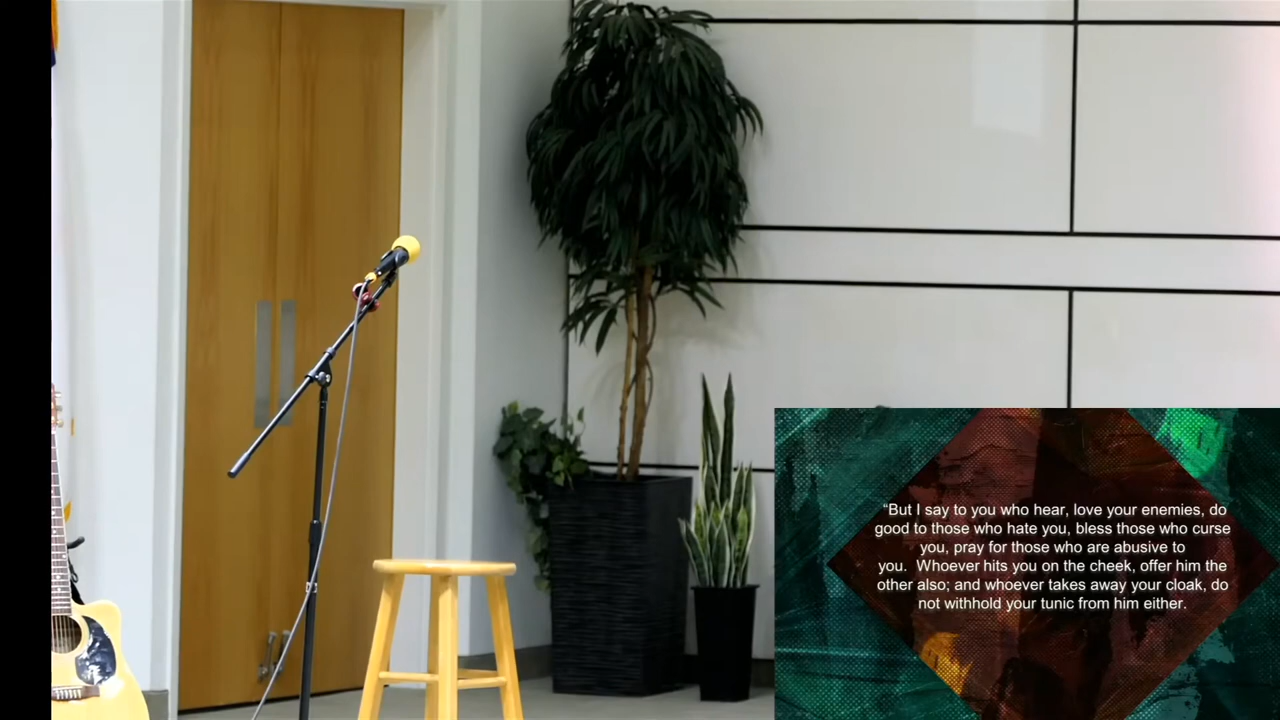 “But I say to you who hear, love your enemies, do
good to those who hate you, bless those who curse
you, pray for those who are abusive to
you.  Whoever hits you on the cheek, offer him the
other also; and whoever takes away your cloak, do
not withhold your tunic from him either.